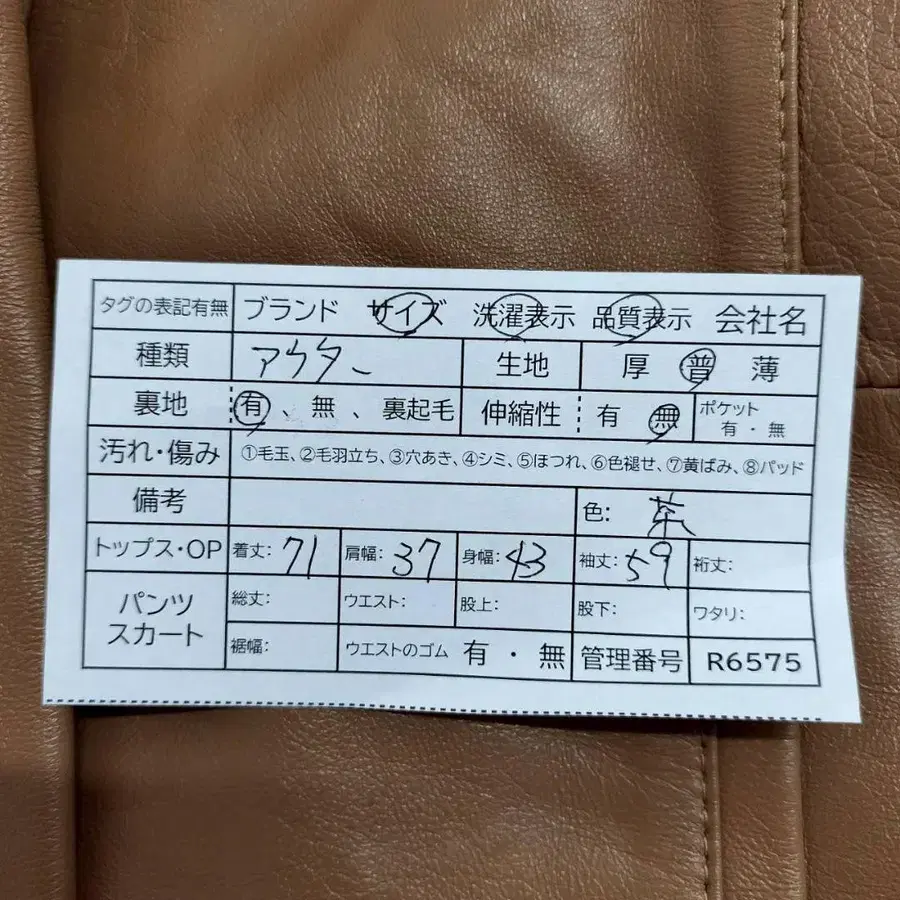 タグの表記有無 ブランド サイズ 洗濯表示 品質表示 会社名
種類 アウター 生地 厚 普 薄
裏地 有、無、裏起毛 伸縮性 有 無 ポケット 有・無
汚れ・傷み ①毛玉、②毛羽立ち、③穴あき、④シミ、⑤ほつれ、⑥色褪せ、⑦黄ばみ、⑧パッド
備考 色: 茶
トップス・OP 着丈: 71 肩幅: 37 身幅: 43 袖丈: 59 裄丈:
パンツ スカート 総丈: ウエスト: 股上: 股下: ワタリ:
裾幅: ウエストのゴム 有・無 管理番号 R6575